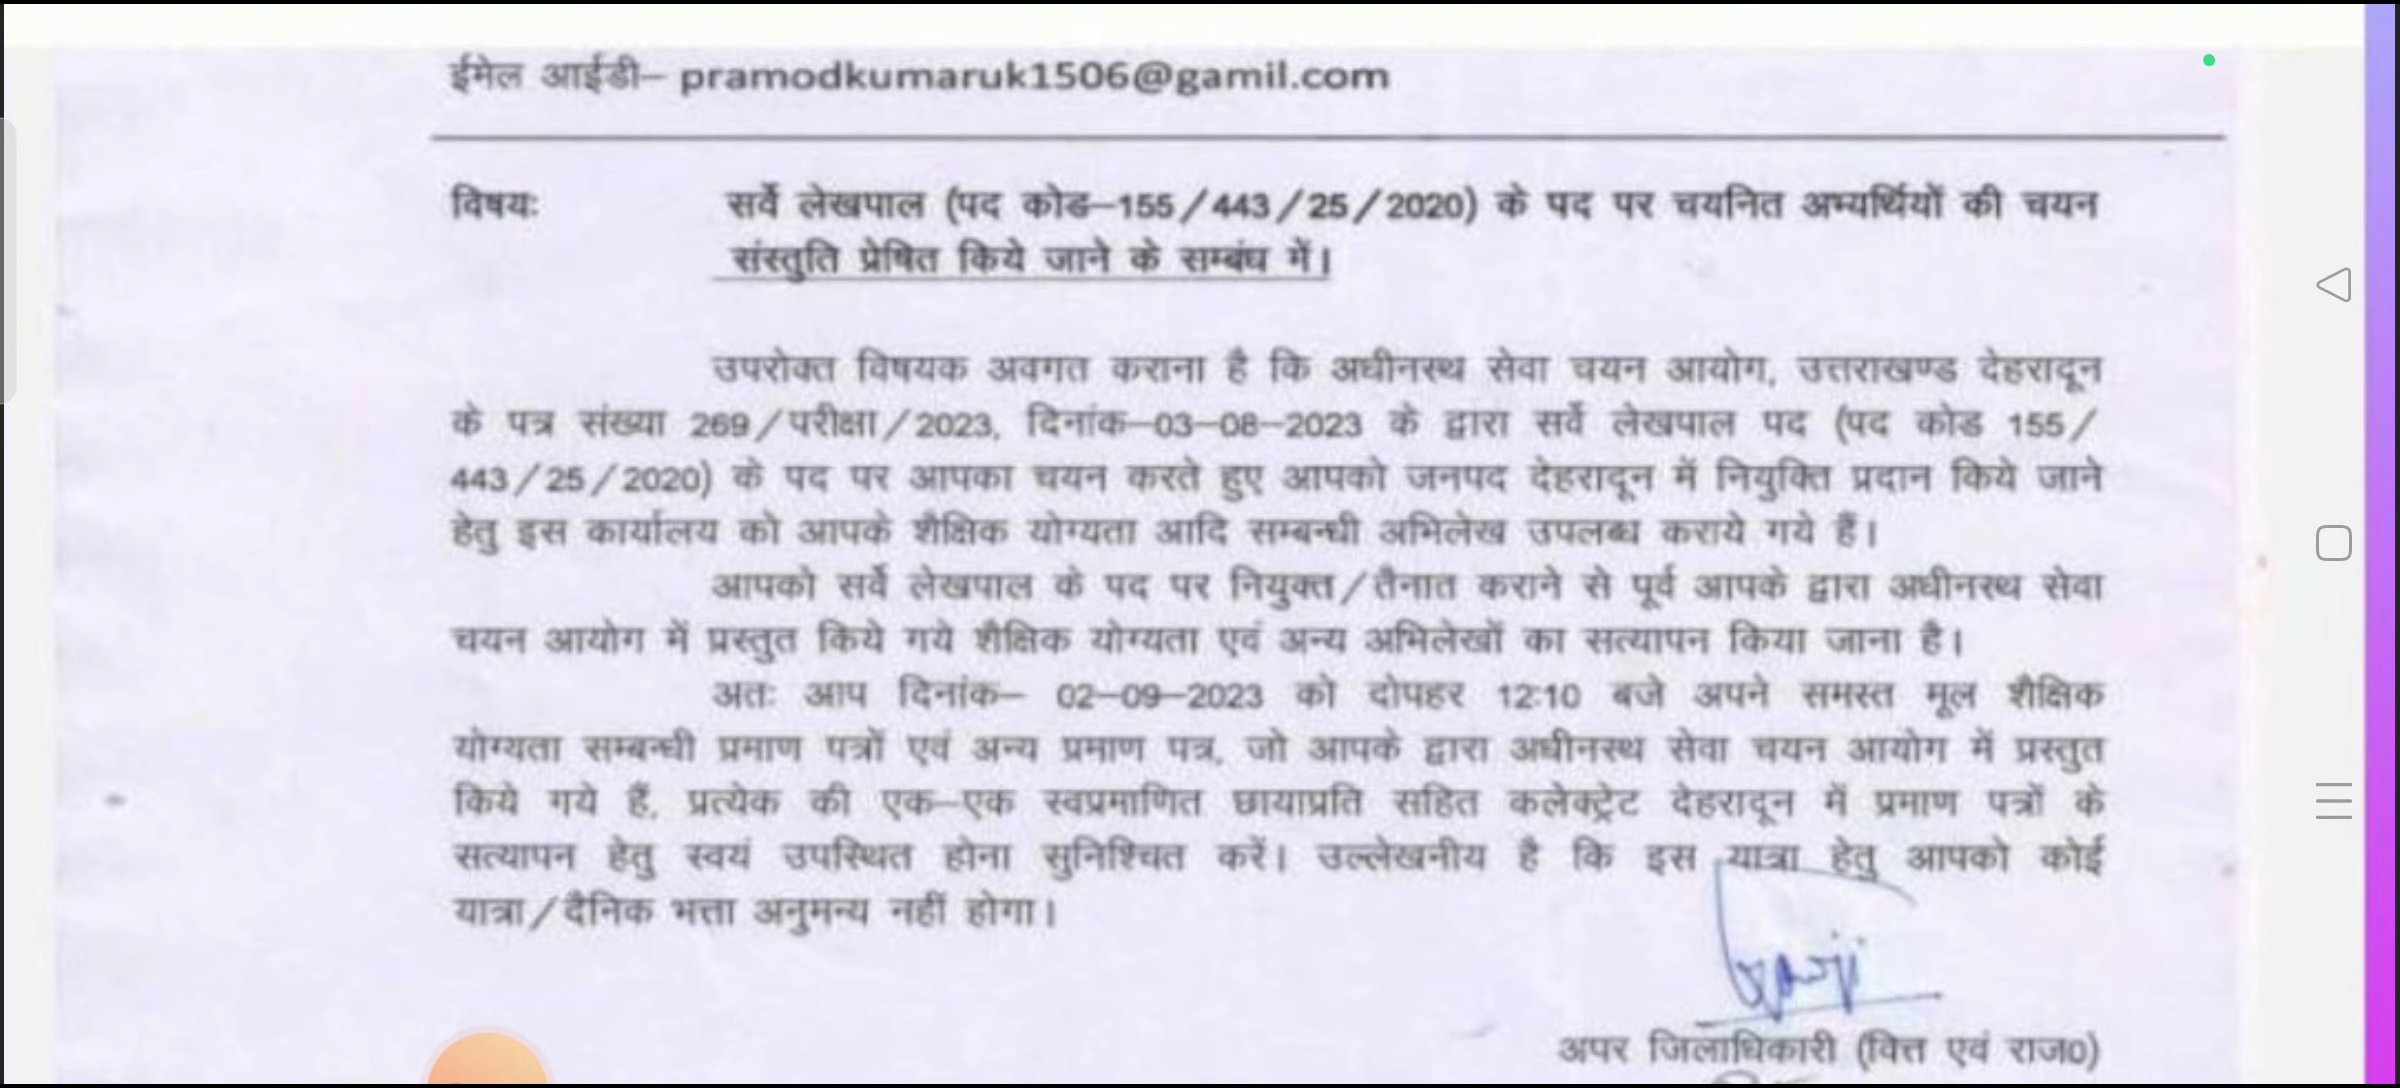 ईमेल आईडी– pramodkumaruk1506@gamil.com
विषयः सर्वे लेखपाल (पद कोड–155/443/25/2020) के पद पर चयनित अभ्यर्थियों की चयन
संस्तुति प्रेषित किये जाने के सम्बंध में।
उपरोक्त विषयक अवगत कराना है कि अधीनस्थ सेवा चयन आयोग, उत्तराखण्ड देहरादून
के पत्र संख्या 269/परीक्षा/2023, दिनांक–03–08–2023 के द्वारा सर्वे लेखपाल पद (पद कोड 155/
443/25/2020) के पद पर आपका चयन करते हुए आपको जनपद देहरादून में नियुक्ति प्रदान किये जाने
हेतु इस कार्यालय को आपके शैक्षिक योग्यता आदि सम्बन्धी अभिलेख उपलब्ध कराये गये हैं।
आपको सर्वे लेखपाल के पद पर नियुक्त/तैनात कराने से पूर्व आपके द्वारा अधीनस्थ सेवा
चयन आयोग में प्रस्तुत किये गये शैक्षिक योग्यता एवं अन्य अभिलेखों का सत्यापन किया जाना है।
अतः आप दिनांक– 02–09–2023 को दोपहर 12:10 बजे अपने समस्त मूल शैक्षिक
योग्यता सम्बन्धी प्रमाण पत्रों एवं अन्य प्रमाण पत्र, जो आपके द्वारा अधीनस्थ सेवा चयन आयोग में प्रस्तुत
किये गये हैं, प्रत्येक की एक–एक स्वप्रमाणित छायाप्रति सहित कलेक्ट्रेट देहरादून में प्रमाण पत्रों के
सत्यापन हेतु स्वयं उपस्थित होना सुनिश्चित करें। उल्लेखनीय है कि इस यात्रा हेतु आपको कोई
यात्रा/दैनिक भत्ता अनुमन्य नहीं होगा।
अपर जिलाधिकारी (वित्त एवं राज0)